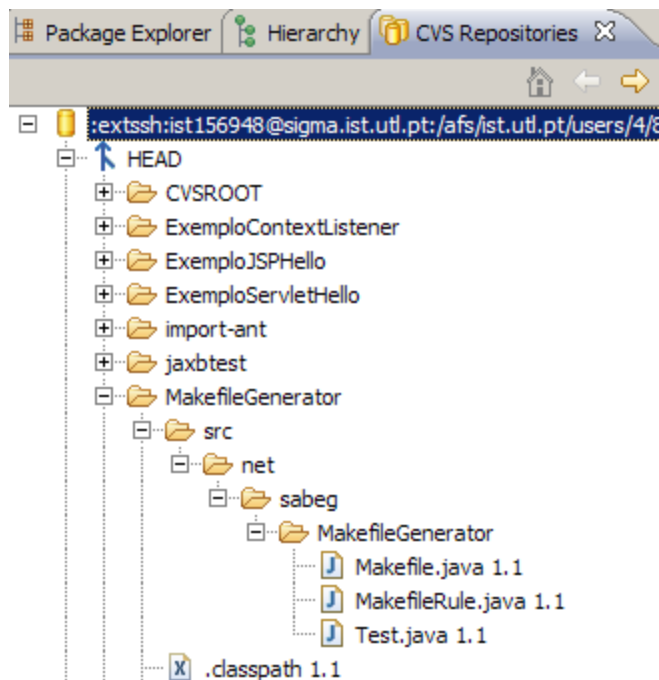 Package Explorer Hierarchy CVS Repositories
:extssh:ist156948@sigma.ist.utl.pt:/afs/ist.utl.pt/users/4/8
HEAD
CVSROOT
ExemploContextListener
ExemploJSPHello
ExemploServletHello
import-ant
jaxbtest
MakefileGenerator
src
net
sabeg
MakefileGenerator
Makefile.java 1.1
MakefileRule.java 1.1
Test.java 1.1
.classpath 1.1